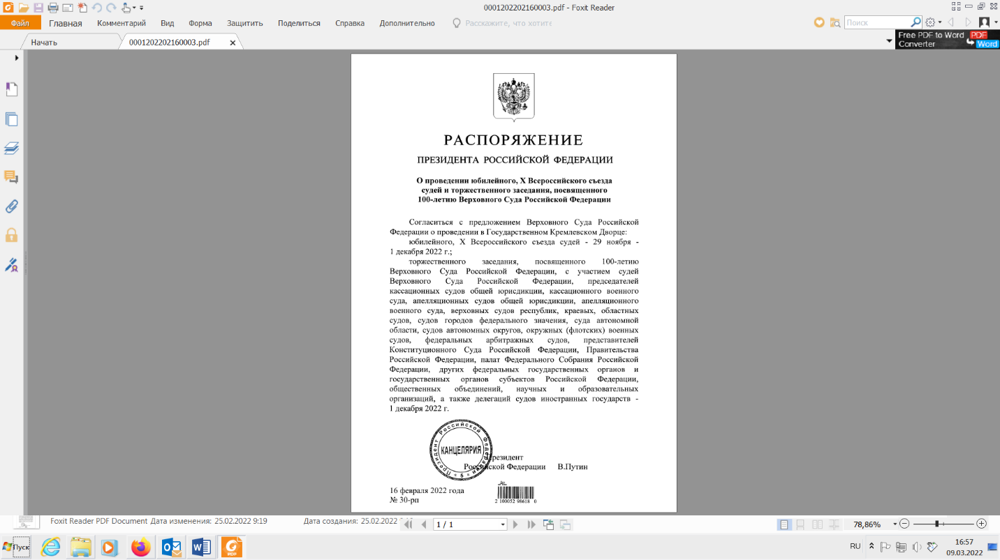 0001202202160003.pdf - Foxit Reader
Файл Главная Комментарий Вид Форма Защитить Поделиться Справка Дополнительно Расскажите, что хотите Поиск
Начать 0001202202160003.pdf
Free PDF to Word PDF
Converter Word
РАСПОРЯЖЕНИЕ
ПРЕЗИДЕНТА РОССИЙСКОЙ ФЕДЕРАЦИИ
О проведении юбилейного, X Всероссийского съезда
судей и торжественного заседания, посвященного
100-летию Верховного Суда Российской Федерации
Согласиться с предложением Верховного Суда Российской
Федерации о проведении в Государственном Кремлевском Дворце:
юбилейного, X Всероссийского съезда судей - 29 ноября -
1 декабря 2022 г.;
торжественного заседания, посвященного 100-летию
Верховного Суда Российской Федерации, с участием судей
Верховного Суда Российской Федерации, председателей
кассационных судов общей юрисдикции, кассационного военного
суда, апелляционных судов общей юрисдикции, апелляционного
военного суда, верховных судов республик, краевых, областных
судов, судов городов федерального значения, суда автономной
области, судов автономных округов, окружных (флотских) военных
судов, федеральных арбитражных судов, представителей
Конституционного Суда Российской Федерации, Правительства
Российской Федерации, палат Федерального Собрания Российской
Федерации, других федеральных государственных органов и
государственных органов субъектов Российской Федерации,
общественных объединений, научных и образовательных
организаций, а также делегаций судов иностранных государств -
1 декабря 2022 г.
Президент Российской Федерации * 5 *
КАНЦЕЛЯРИЯ
Президент
Российской Федерации В.Путин
16 февраля 2022 года
№ 30-рп
2 100052 98618 0
Foxit Reader PDF Document Дата изменения: 25.02.2022 9:19 Дата создания: 25.02.2022 1 / 1 78,86%
Пуск RU 16:57
09.03.2022